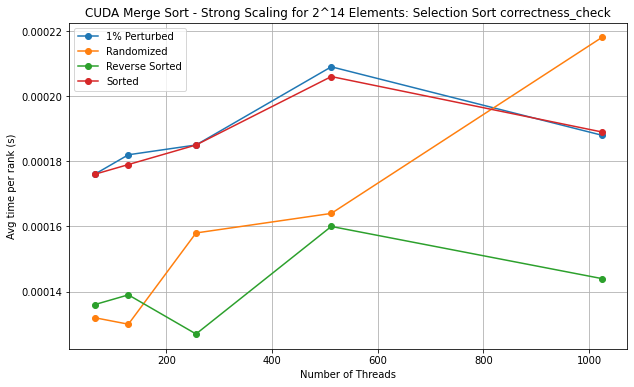 CUDA Merge Sort - Strong Scaling for 2^14 Elements: Selection Sort correctness_check
1% Perturbed
Randomized
Reverse Sorted
Sorted
Avg time per rank (s)
0.00022
0.00020
0.00018
0.00016
0.00014
200 400 600 800 1000
Number of Threads